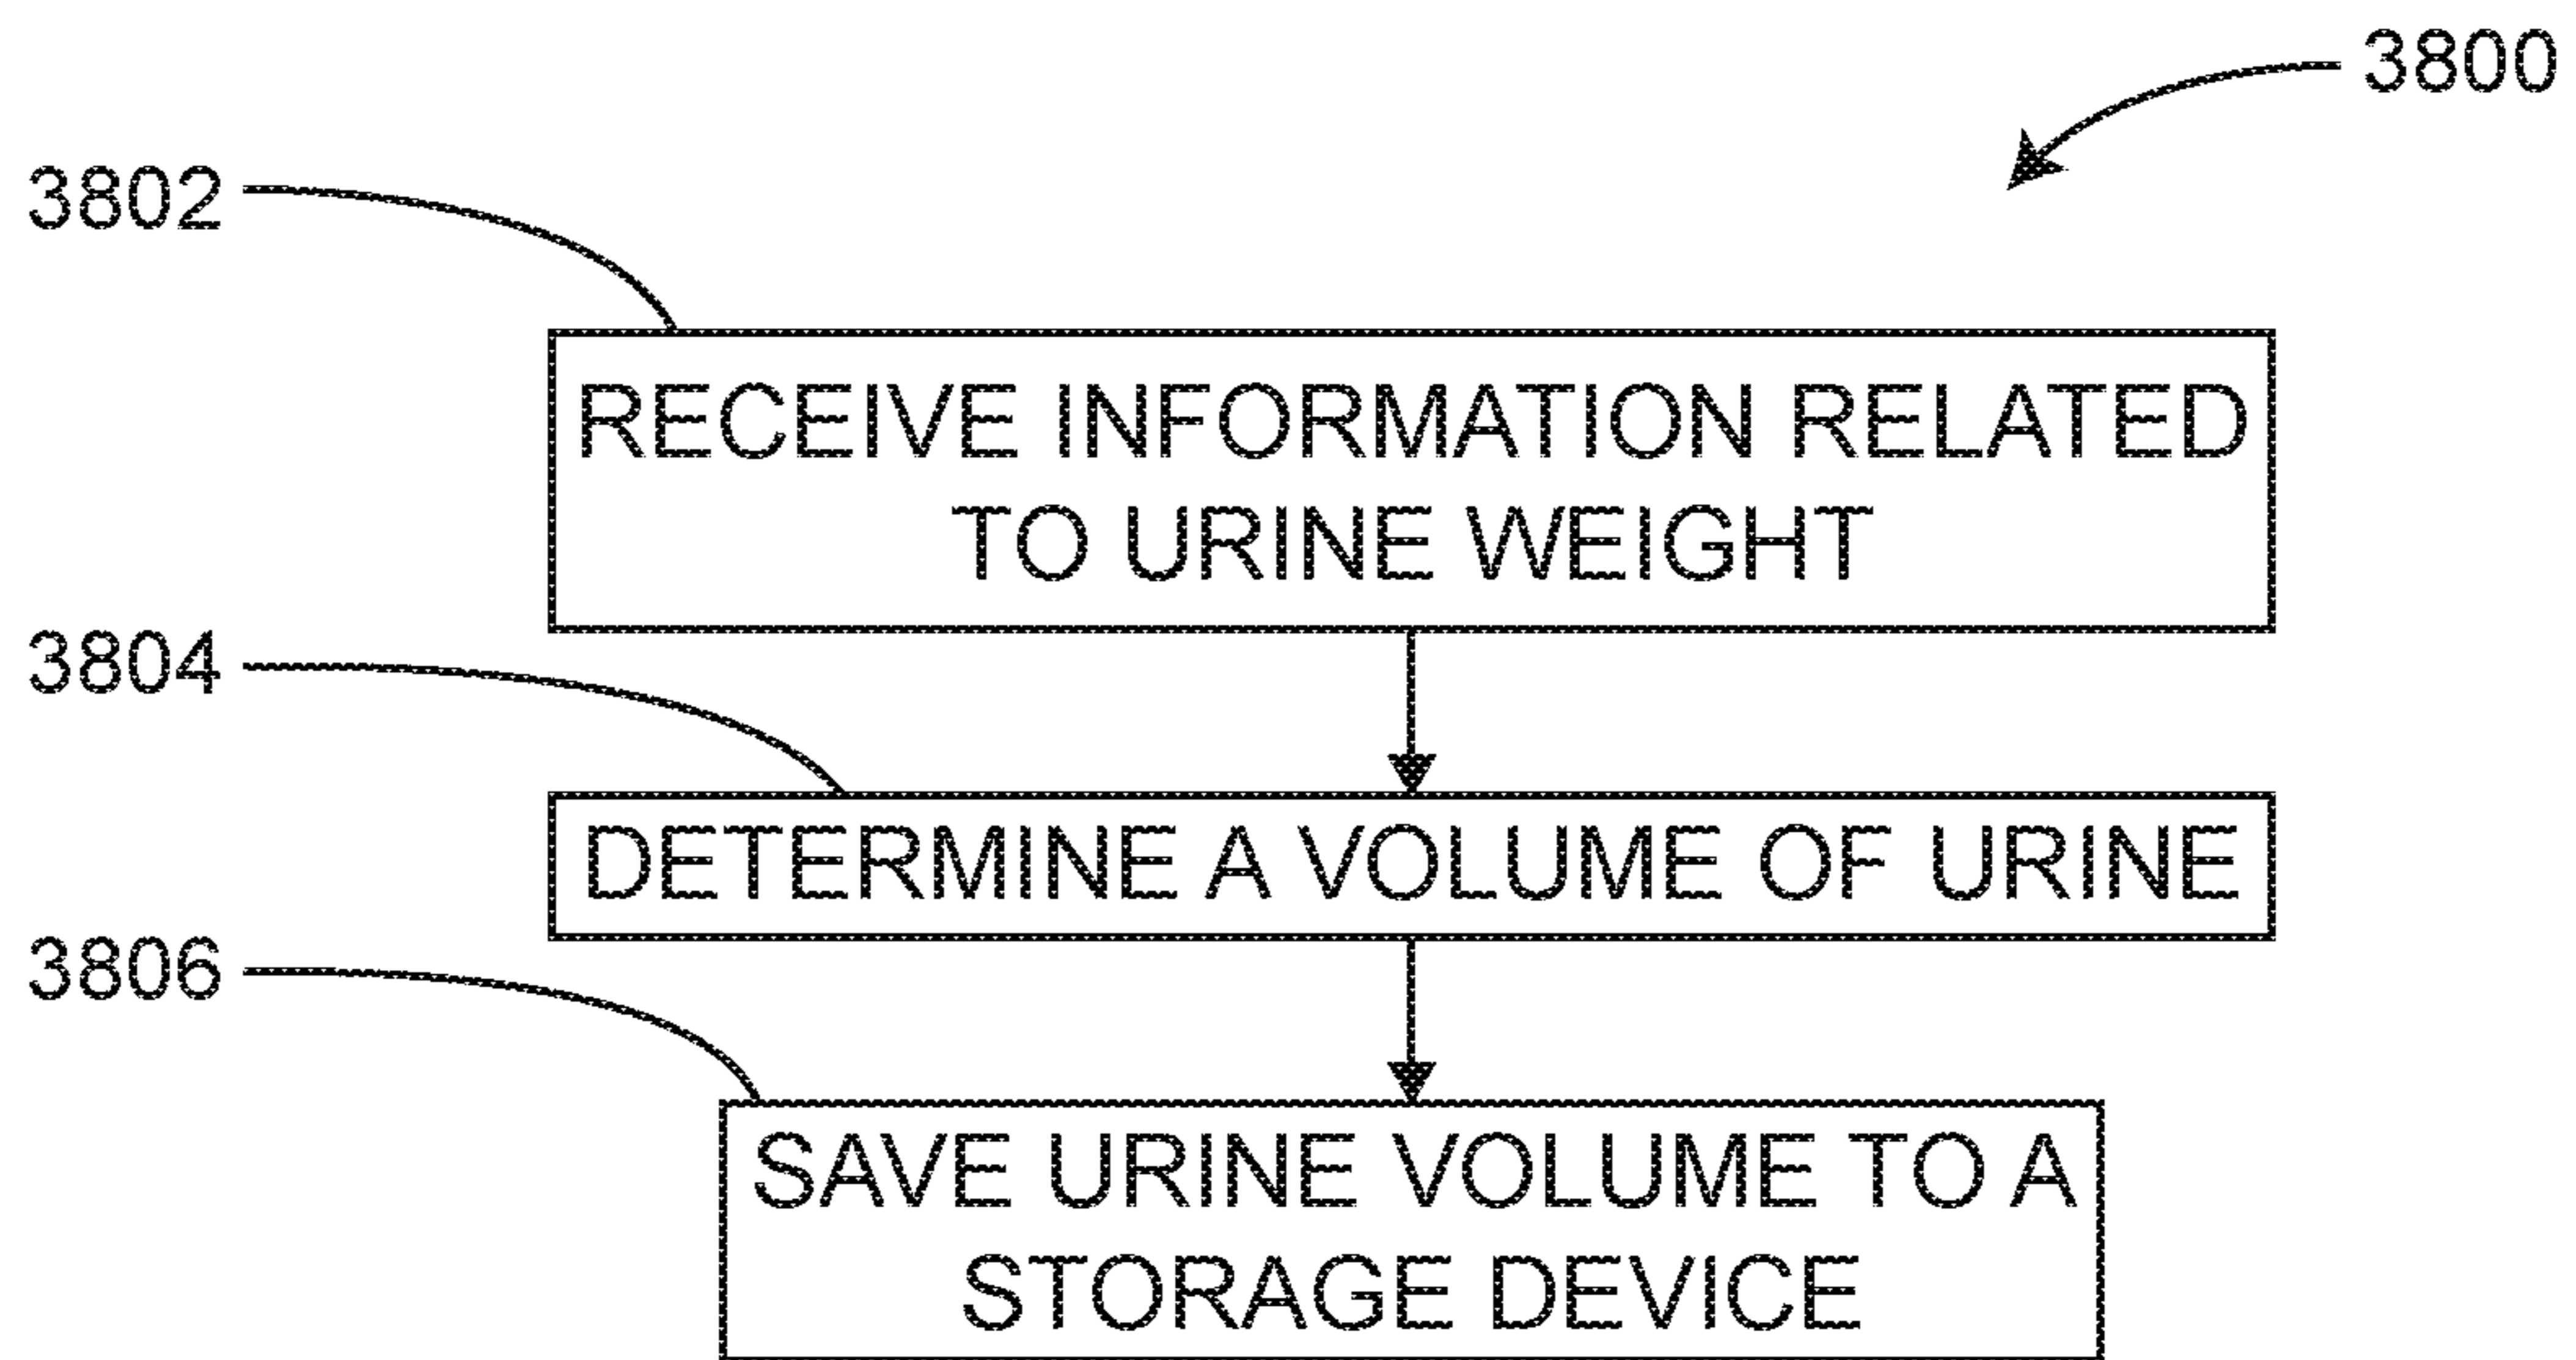 3800
3802
RECEIVE INFORMATION RELATED
TO URINE WEIGHT
3804
DETERMINE A VOLUME OF URINE
3806
SAVE URINE VOLUME TO A
STORAGE DEVICE